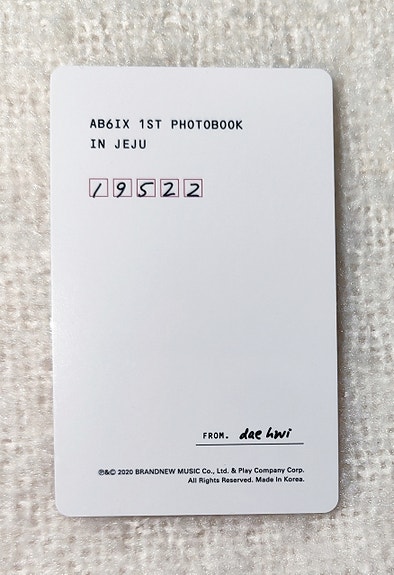 AB6IX 1ST PHOTOBOOK
IN JEJU
19522
FROM. dae hwi
℗&© 2020 BRANDNEW MUSIC Co., Ltd. & Play Company Corp.
All Rights Reserved. Made In Korea.